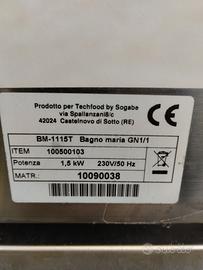 Prodotto per Techfood by Sogabe
via Spallanzani8/c
42024 Castelnovo di Sotto (RE)
CE
BM-1115T Bagno maria GN1/1
ITEM 100500103
Potenza 1,5 kW 230V/50 Hz
MATR.: 10090038
subito